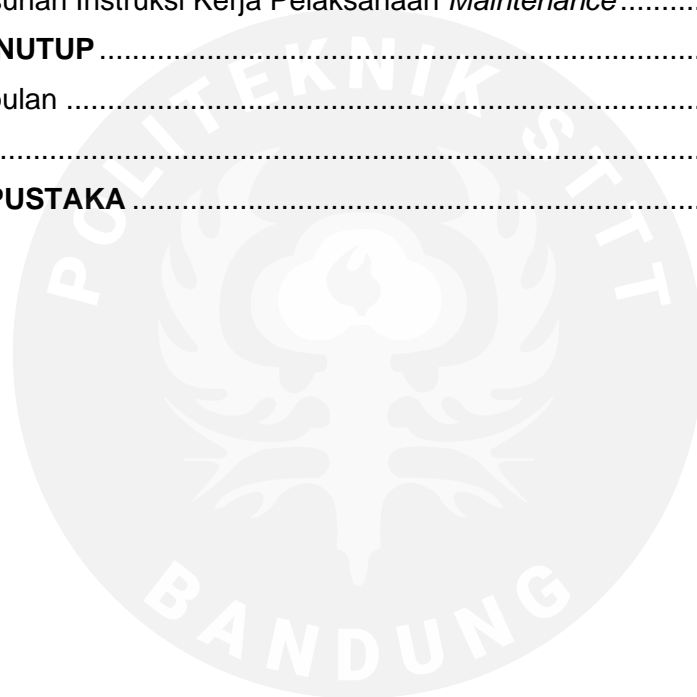 sunan Instruksi Kerja Pelaksanaan Maintenance..........
NUTUP..........................................................................
pulan ..............................................................................
.......................................................................................
PUSTAKA ......................................................................
POLITEKNIK STTT
BANDUNG